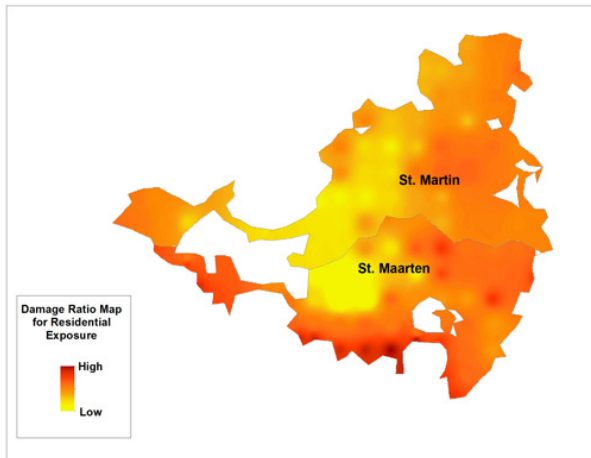 St. Martin
St. Maarten
Damage Ratio Map
for Residential
Exposure
High
Low